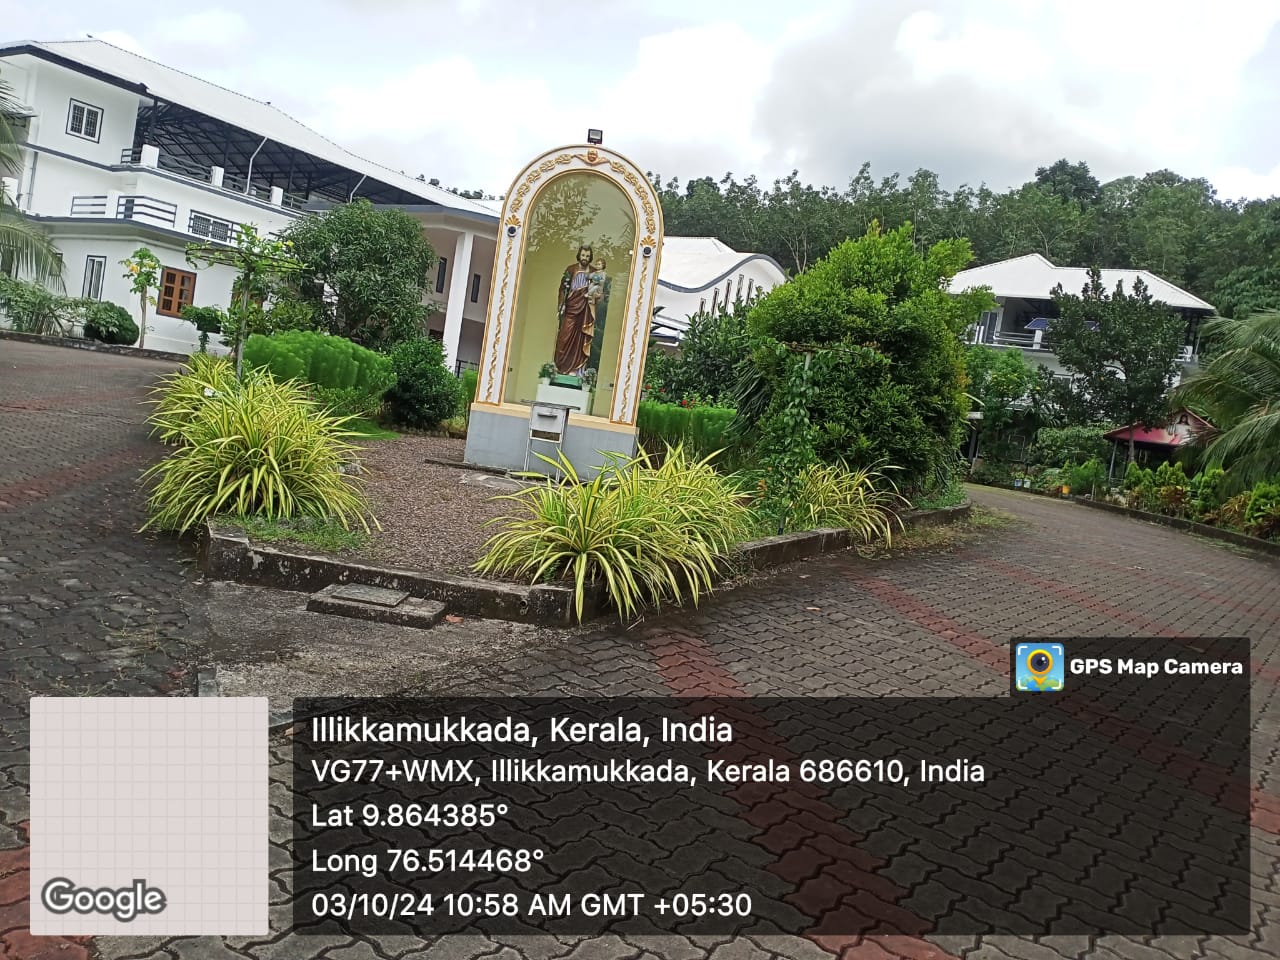 GPS Map Camera
Illikkamukkada, Kerala, India
VG77+WMX, Illikkamukkada, Kerala 686610, India
Lat 9.864385°
Long 76.514468°
03/10/24 10:58 AM GMT +05:30
Google